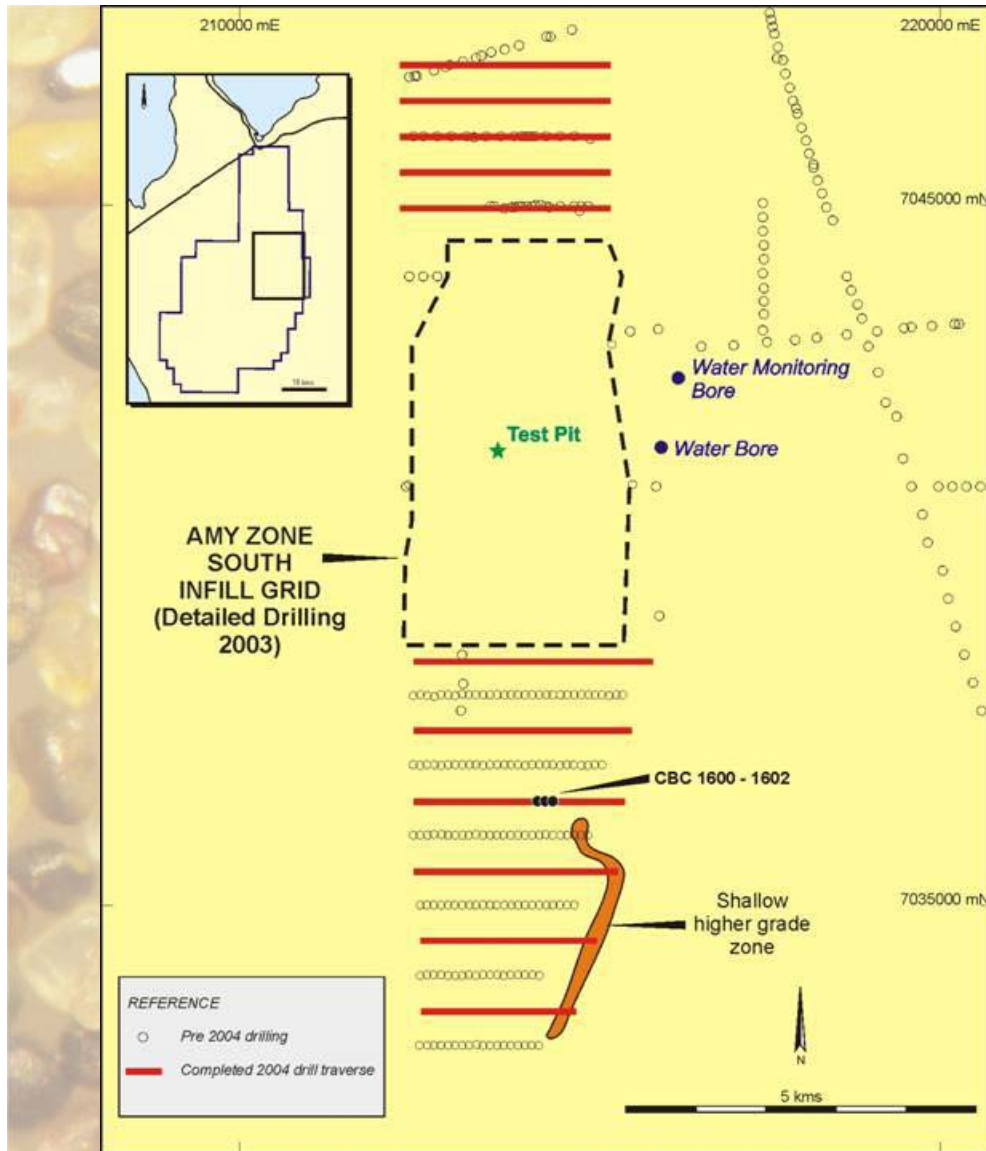 210000 mE
220000 mE
7045000 mN
10 kms
Water Monitoring
Bore
Test Pit
Water Bore
AMY ZONE
SOUTH
INFILL GRID
(Detailed Drilling
2003)
CBC 1600 - 1602
Shallow
higher grade
zone
7035000 mN
REFERENCE
Pre 2004 drilling
Completed 2004 drill traverse
N
5 kms